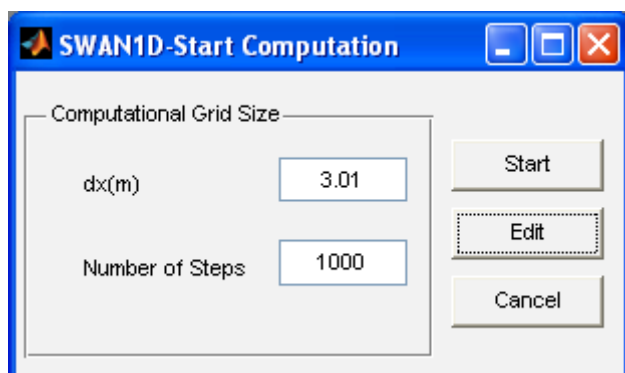 SWAN1D-Start Computation
Computational Grid Size
dx(m)
3.01
Number of Steps
1000
Start
Edit
Cancel